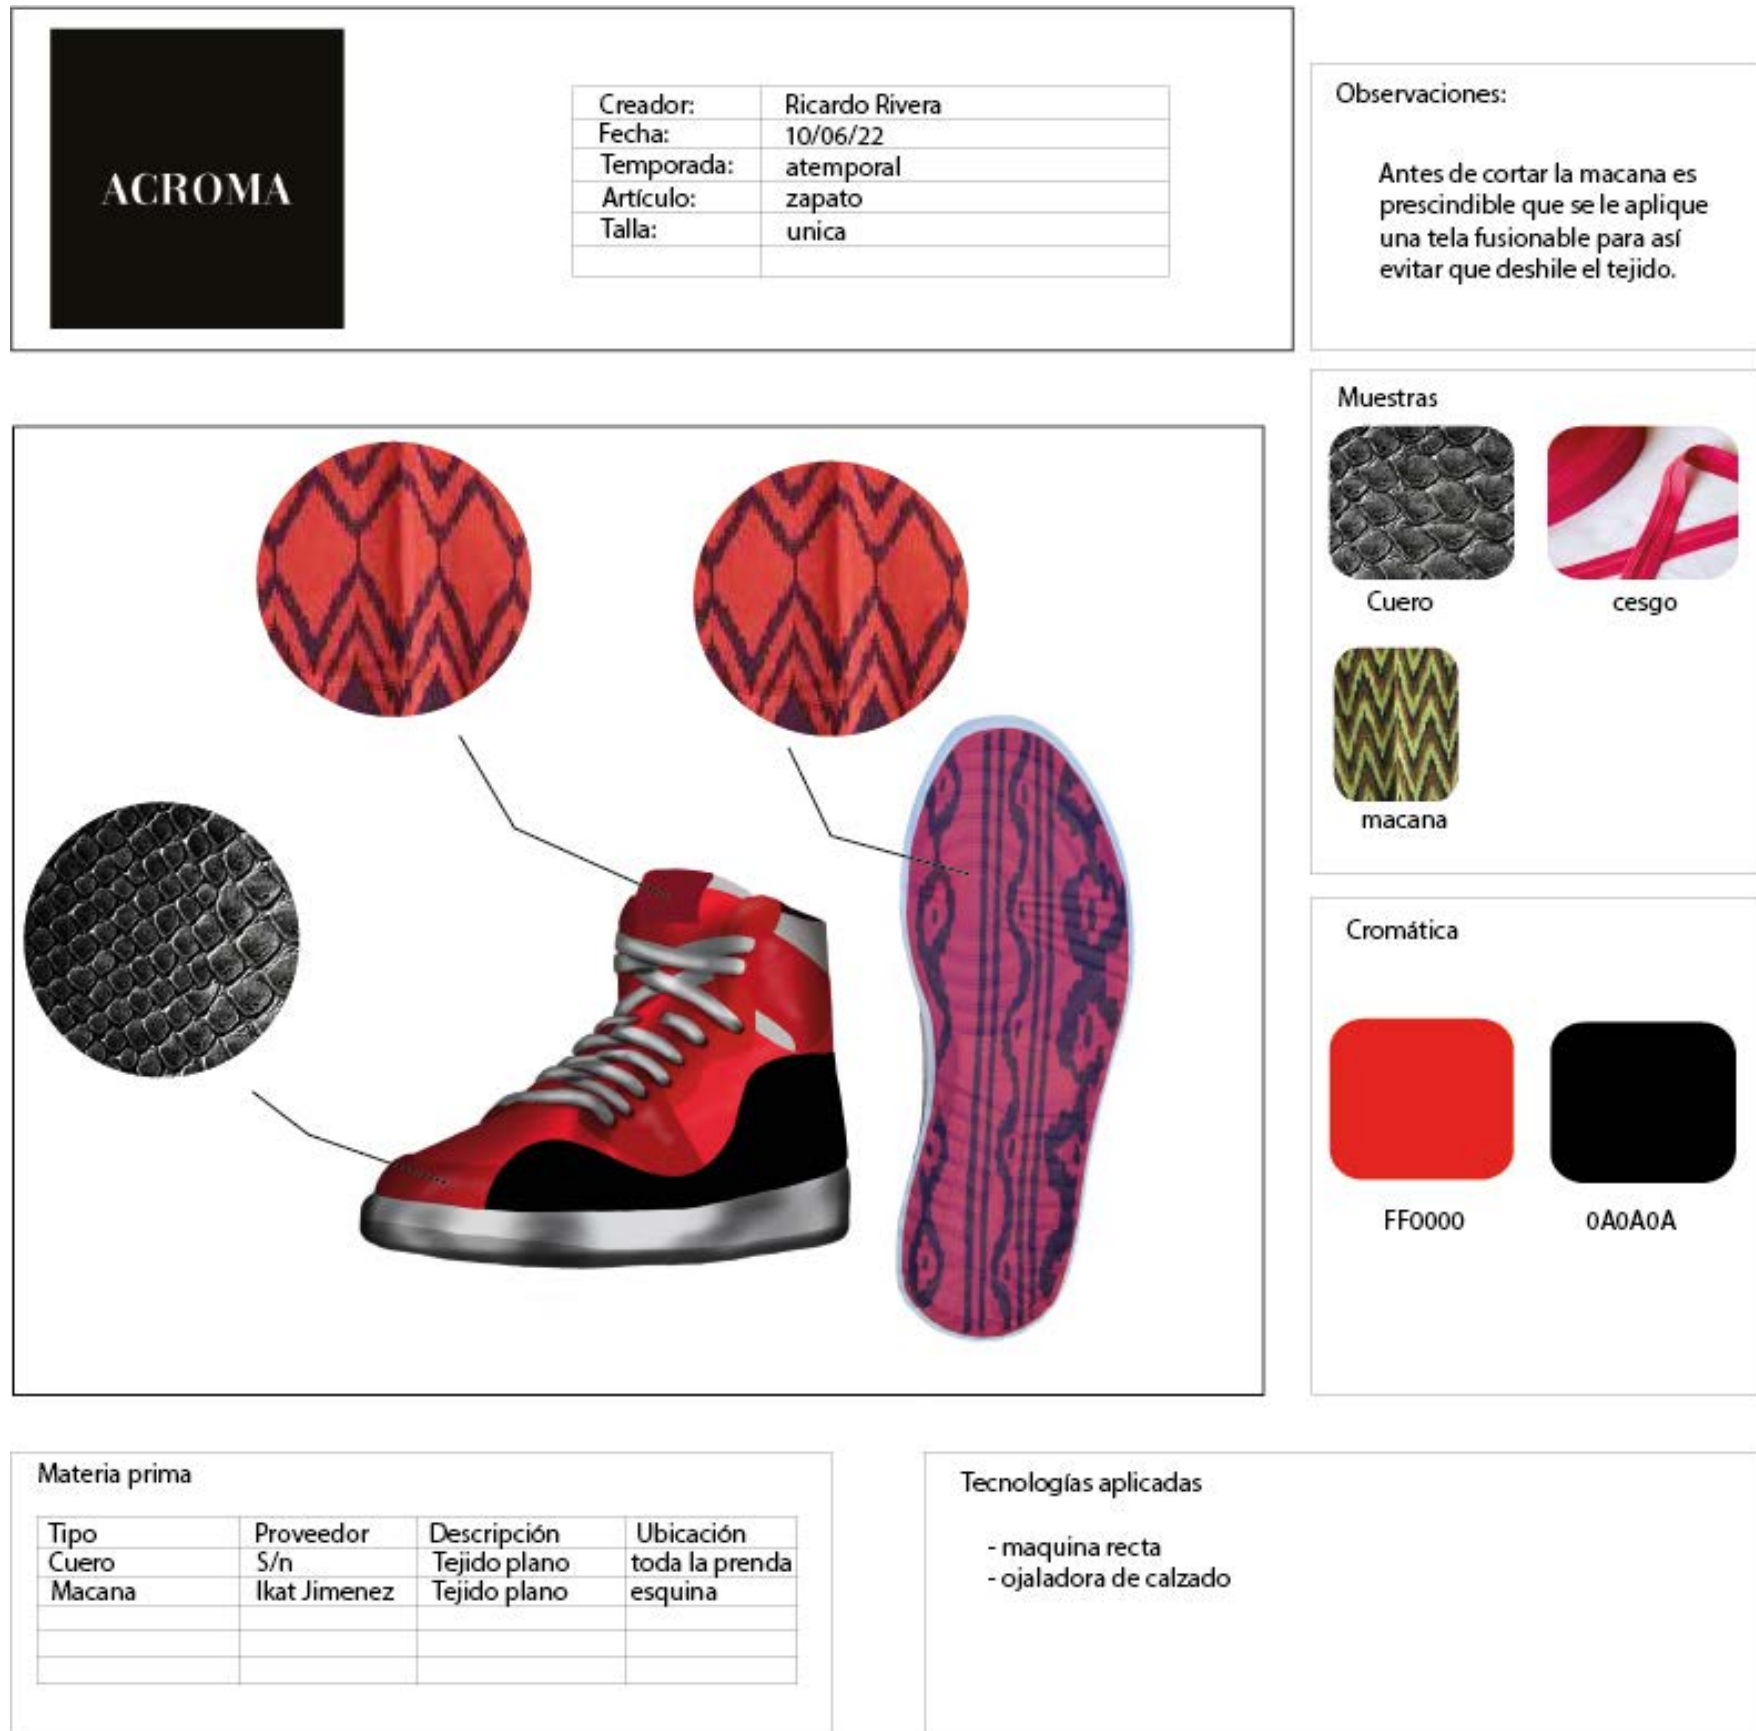 ACROMA
Creador: Ricardo Rivera
Fecha: 10/06/22
Temporada: atemporal
Artículo: zapato
Talla: unica
Observaciones:
Antes de cortar la macana es
prescindible que se le aplique
una tela fusionable para así
evitar que deshile el tejido.
Muestras
Cuero cesgo
macana
Cromática
FF0000 0A0A0A
Materia prima
Tipo Proveedor Descripción Ubicación
Cuero S/n Tejido plano toda la prenda
Macana Ikat Jimenez Tejido plano esquina
Tecnologías aplicadas
- maquina recta
- ojaladora de calzado